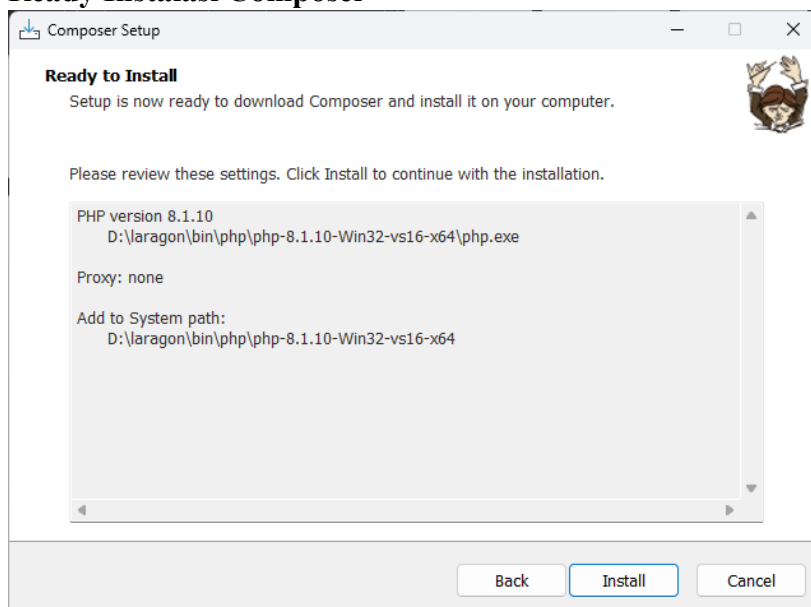 Ready Instalasi Composer
Composer Setup
Ready to Install
Setup is now ready to download Composer and install it on your computer.
Please review these settings. Click Install to continue with the installation.
PHP version 8.1.10
D:\laragon\bin\php\php-8.1.10-Win32-vs16-x64\php.exe
Proxy: none
Add to System path:
D:\laragon\bin\php\php-8.1.10-Win32-vs16-x64
Back
Install
Cancel